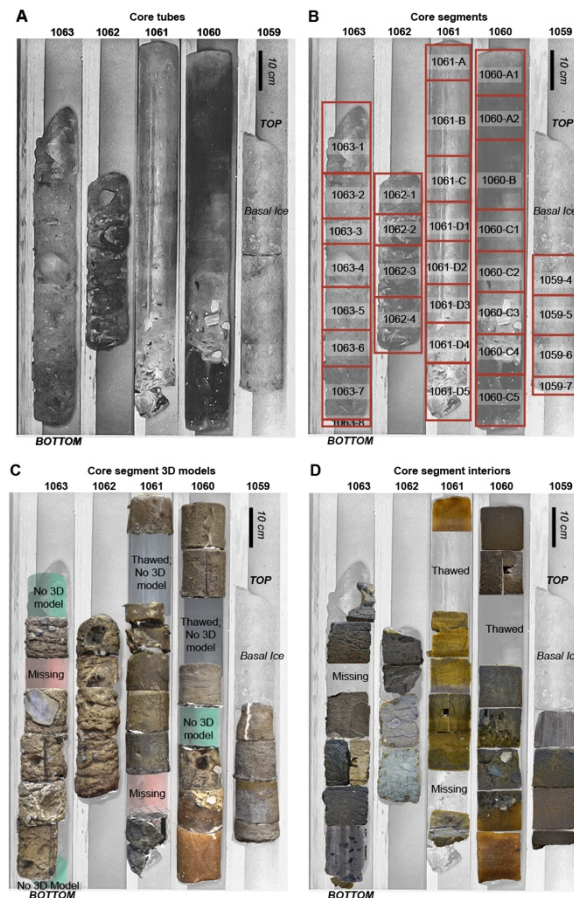 A
Core tubes
1063 1062 1061 1060 1059
10 cm
TOP
Basal Ice
BOTTOM
B
Core segments
1063 1062 1061 1060 1059
10 cm
TOP
Basal Ice
1063-1
1063-2
1063-3
1063-4
1063-5
1063-6
1063-7
1063-8
1062-1
1062-2
1062-3
1062-4
1061-A
1061-B
1061-C
1061-D1
1061-D2
1061-D3
1061-D4
1061-D5
1060-A1
1060-A2
1060-B
1060-C1
1060-C2
1060-C3
1060-C4
1060-C5
1059-4
1059-5
1059-6
1059-7
BOTTOM
C
Core segment 3D models
1063 1062 1061 1060 1059
10 cm
TOP
Basal Ice
No 3D
model
Missing
No 3D Model
Thawed;
No 3D
model
Missing
Thawed;
No 3D
model
No 3D
model
BOTTOM
D
Core segment interiors
1063 1062 1061 1060 1059
10 cm
TOP
Basal Ice
Missing
Thawed
Missing
Thawed
BOTTOM